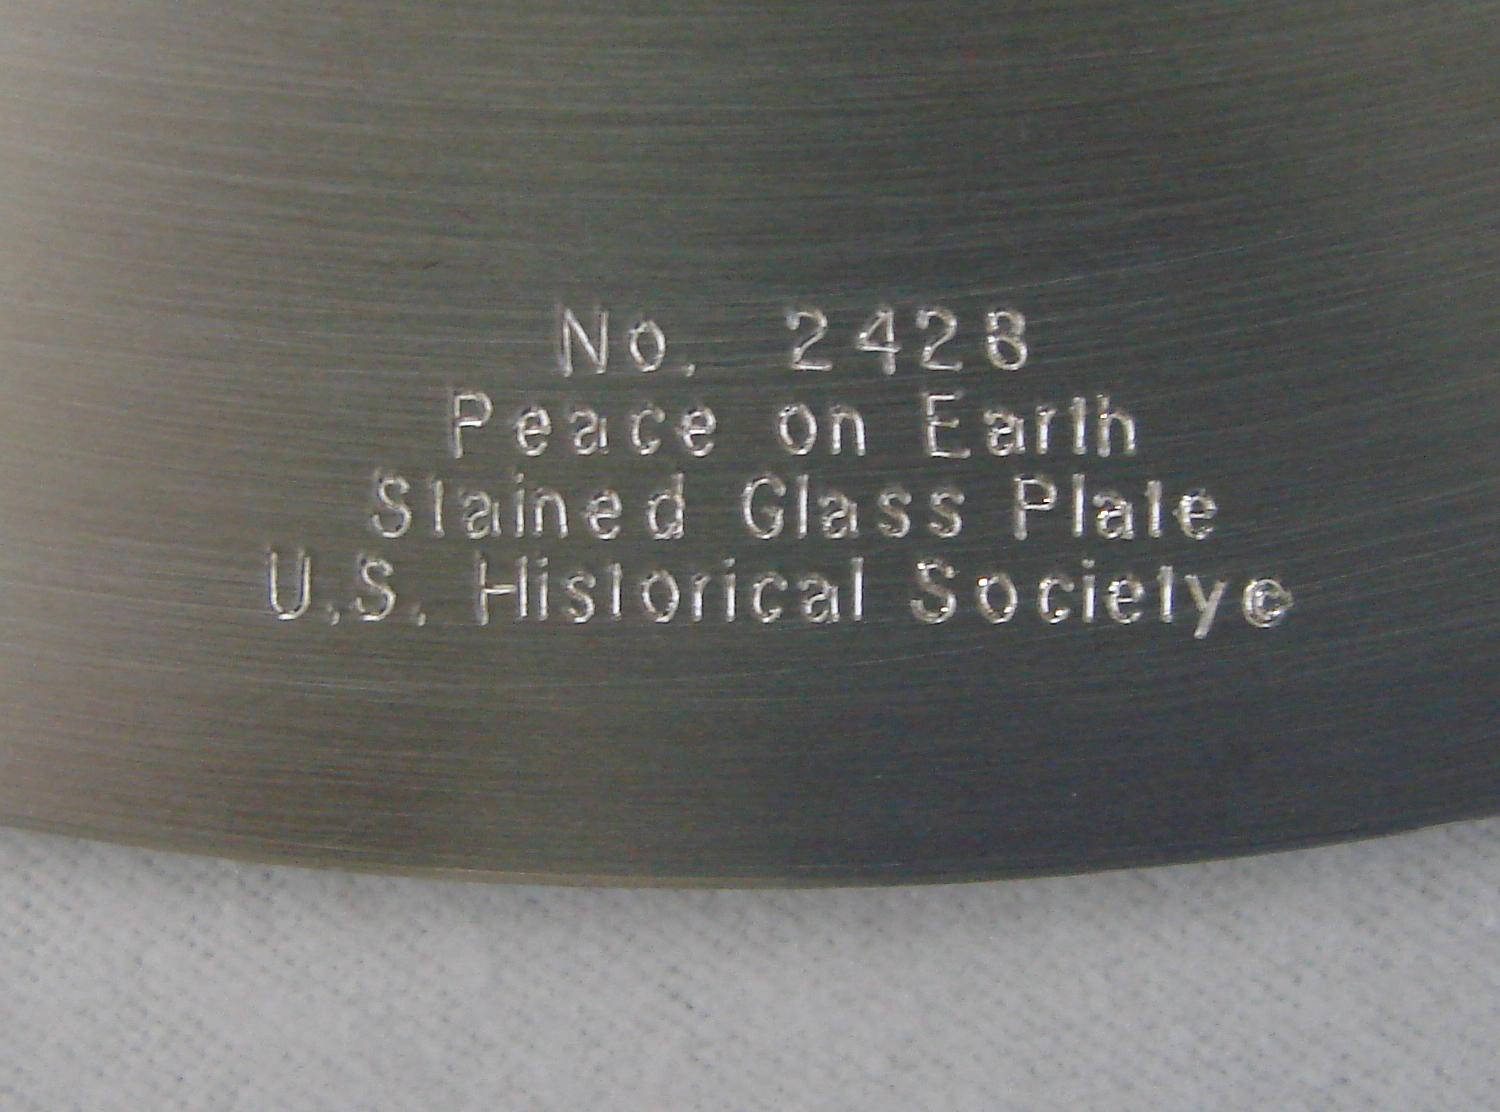 No. 2428
Peace on Earth
Stained Glass Plate
U.S. Historical Society©